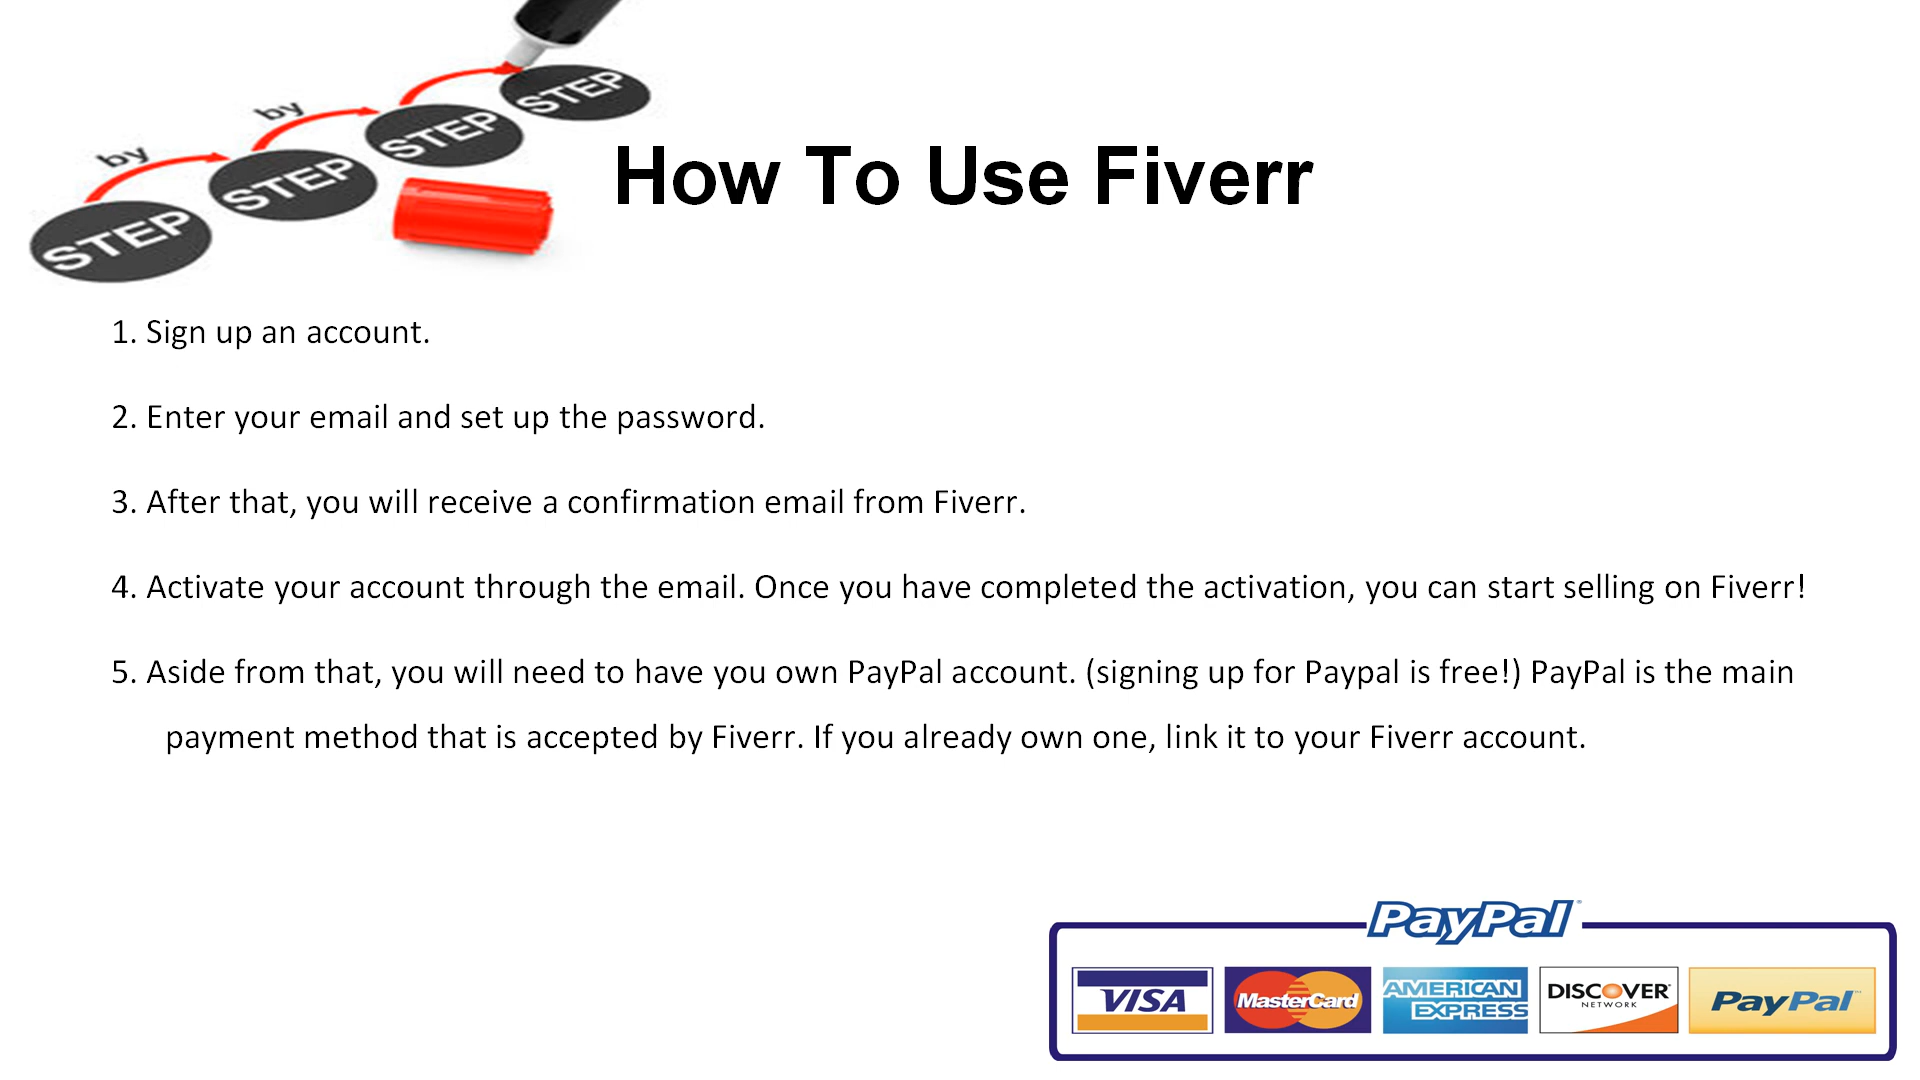 by
by
STEP
STEP
STEP
STEP
How To Use Fiverr
1. Sign up an account.
2. Enter your email and set up the password.
3. After that, you will receive a confirmation email from Fiverr.
4. Activate your account through the email. Once you have completed the activation, you can start selling on Fiverr!
5. Aside from that, you will need to have you own PayPal account. (signing up for Paypal is free!) PayPal is the main
payment method that is accepted by Fiverr. If you already own one, link it to your Fiverr account.
PayPal
VISA
MasterCard
AMERICAN
EXPRESS
DISCOVER
NETWORK
PayPal